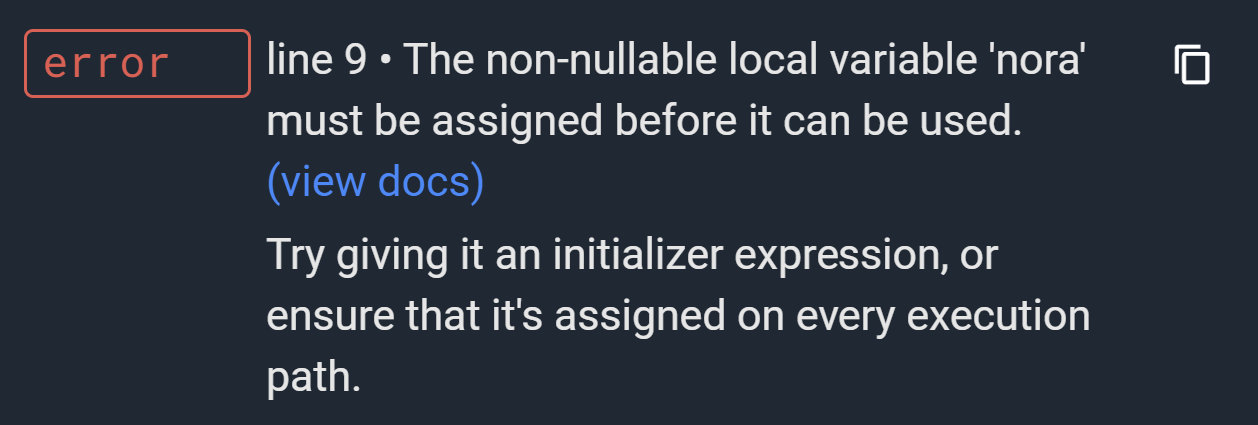 error
line 9 • The non-nullable local variable 'nora'
must be assigned before it can be used.
(view docs)
Try giving it an initializer expression, or
ensure that it's assigned on every execution
path.